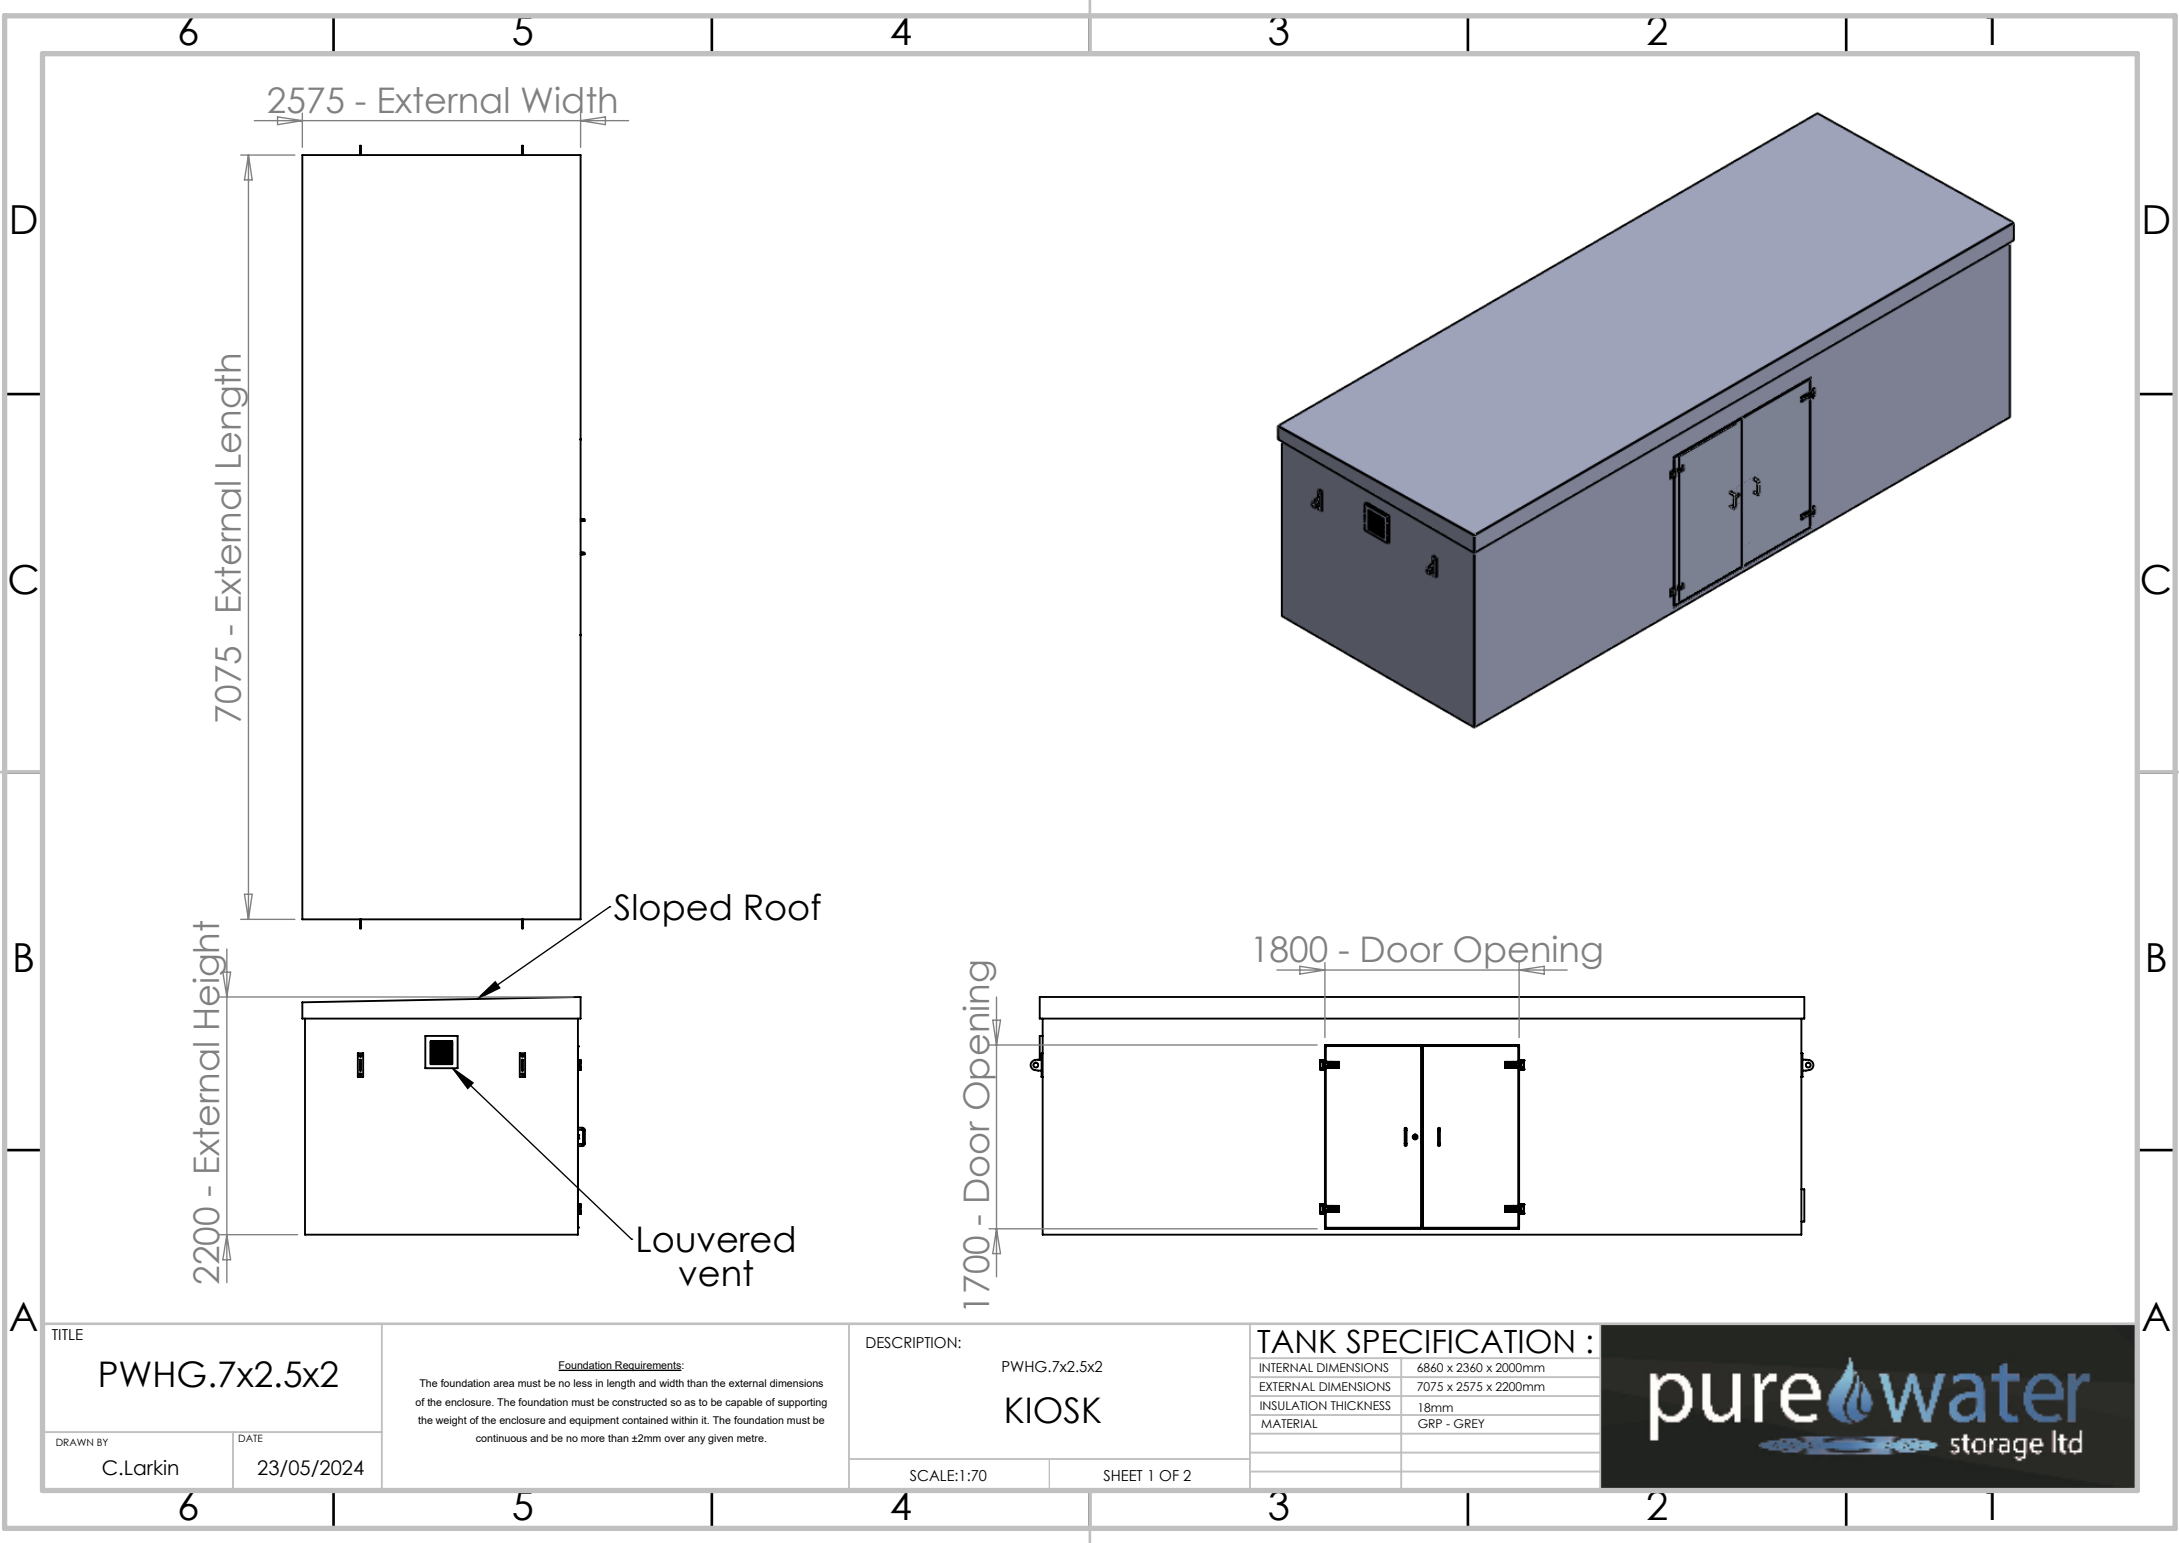 6 5 4 3 2
D D
C C
B B
A A
2575 - External Width
7075 - External Length
Sloped Roof
2200 - External Height
Louvered
vent
1800 - Door Opening
1700 - Door Opening
TITLE
PWHG.7x2.5x2
DRAWN BY
C.Larkin
DATE
23/05/2024
Foundation Requirements:
The foundation area must be no less in length and width than the external dimensions
of the enclosure. The foundation must be constructed so as to be capable of supporting
the weight of the enclosure and equipment contained within it. The foundation must be
continuous and be no more than ±2mm over any given metre.
DESCRIPTION:
PWHG.7x2.5x2
KIOSK
SCALE:1:70
SHEET 1 OF 2
TANK SPECIFICATION :
INTERNAL DIMENSIONS 6860 x 2360 x 2000mm
EXTERNAL DIMENSIONS 7075 x 2575 x 2200mm
INSULATION THICKNESS 18mm
MATERIAL GRP - GREY
pure water
storage ltd
6 5 4 3 2